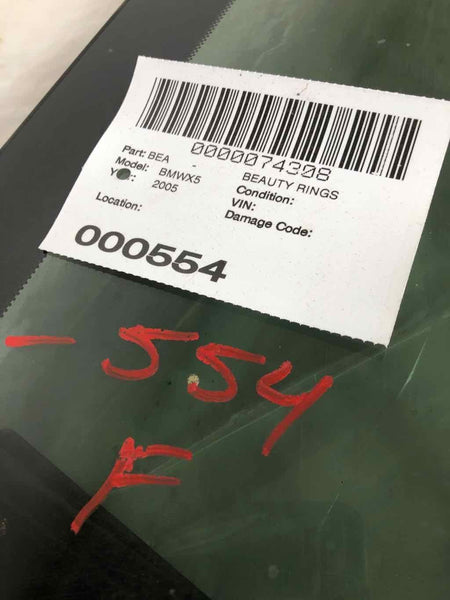 0000074308
Part: BEA BEAUTY RINGS
Model: BMWX5 Condition:
2005 VIN:
Location: Damage Code:
000554
- 554
F